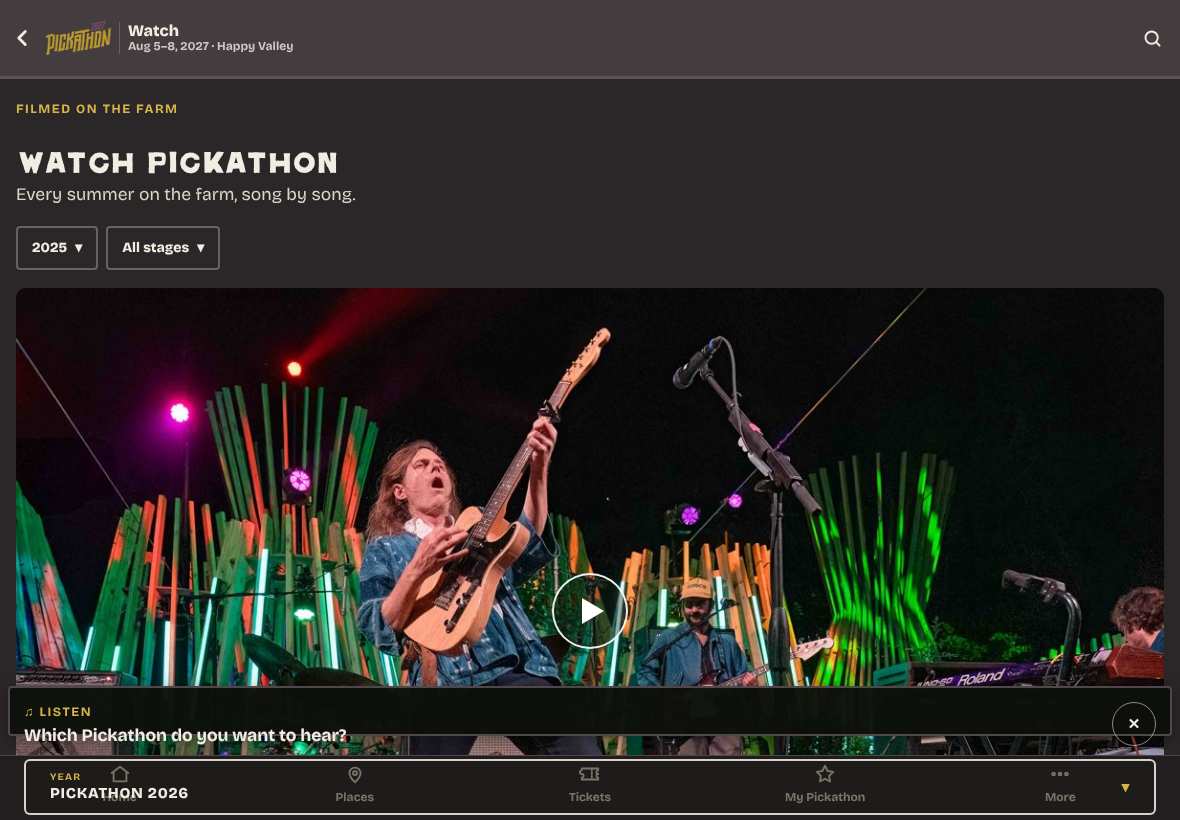 PICKATHON
Watch
Aug 5–8, 2027 · Happy Valley
FILMED ON THE FARM
WATCH PICKATHON
Every summer on the farm, song by song.
2025 ▾
All stages ▾
Roland
♫ LISTEN
Which Pickathon do you want to hear?
YEAR
PICKATHON 2026
Home
Places
Tickets
My Pickathon
More